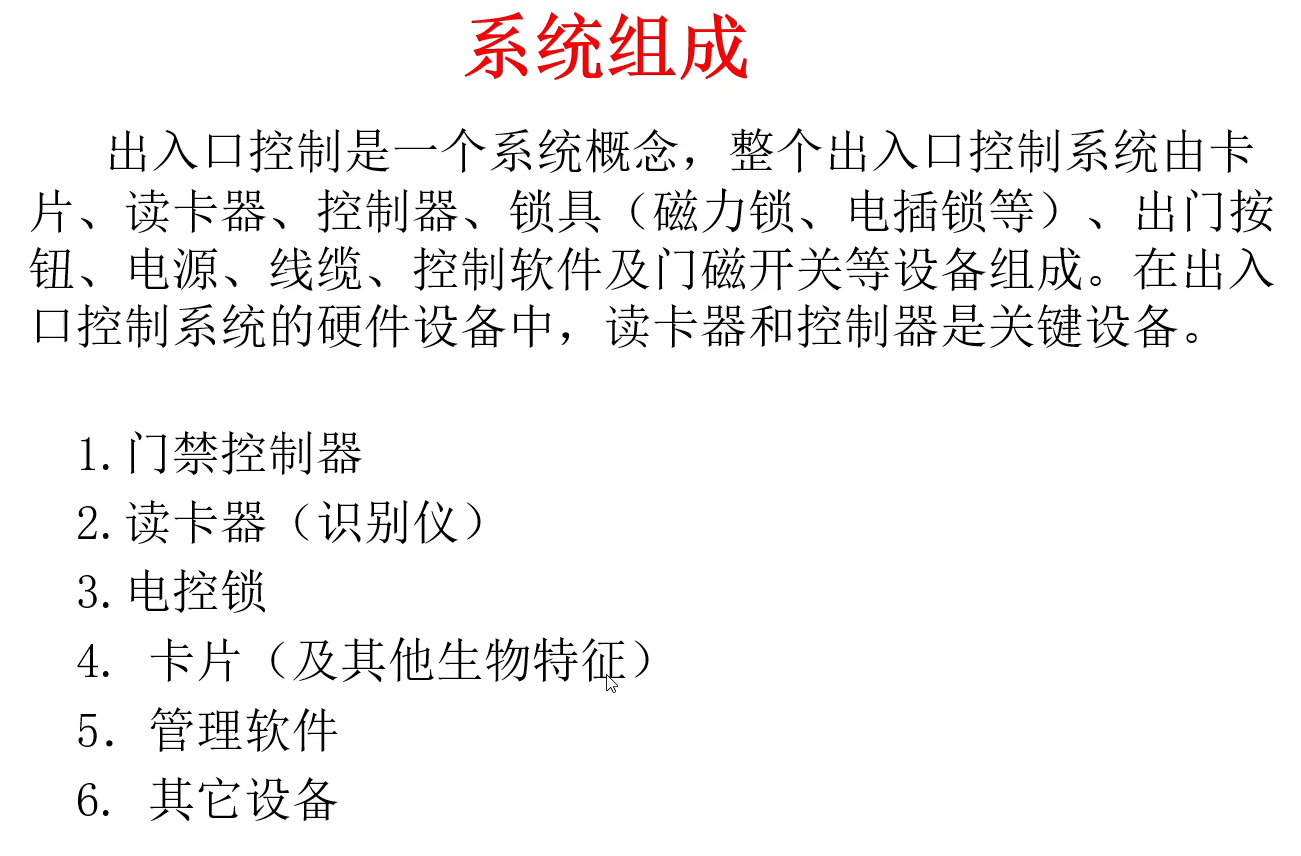 系统组成
出入口控制是一个系统概念，整个出入口控制系统由卡
片、读卡器、控制器、锁具（磁力锁、电插锁等）、出门按
钮、电源、线缆、控制软件及门磁开关等设备组成。在出入
口控制系统的硬件设备中，读卡器和控制器是关键设备。
1.门禁控制器
2.读卡器（识别仪）
3.电控锁
4. 卡片（及其他生物特征）
5. 管理软件
6. 其它设备